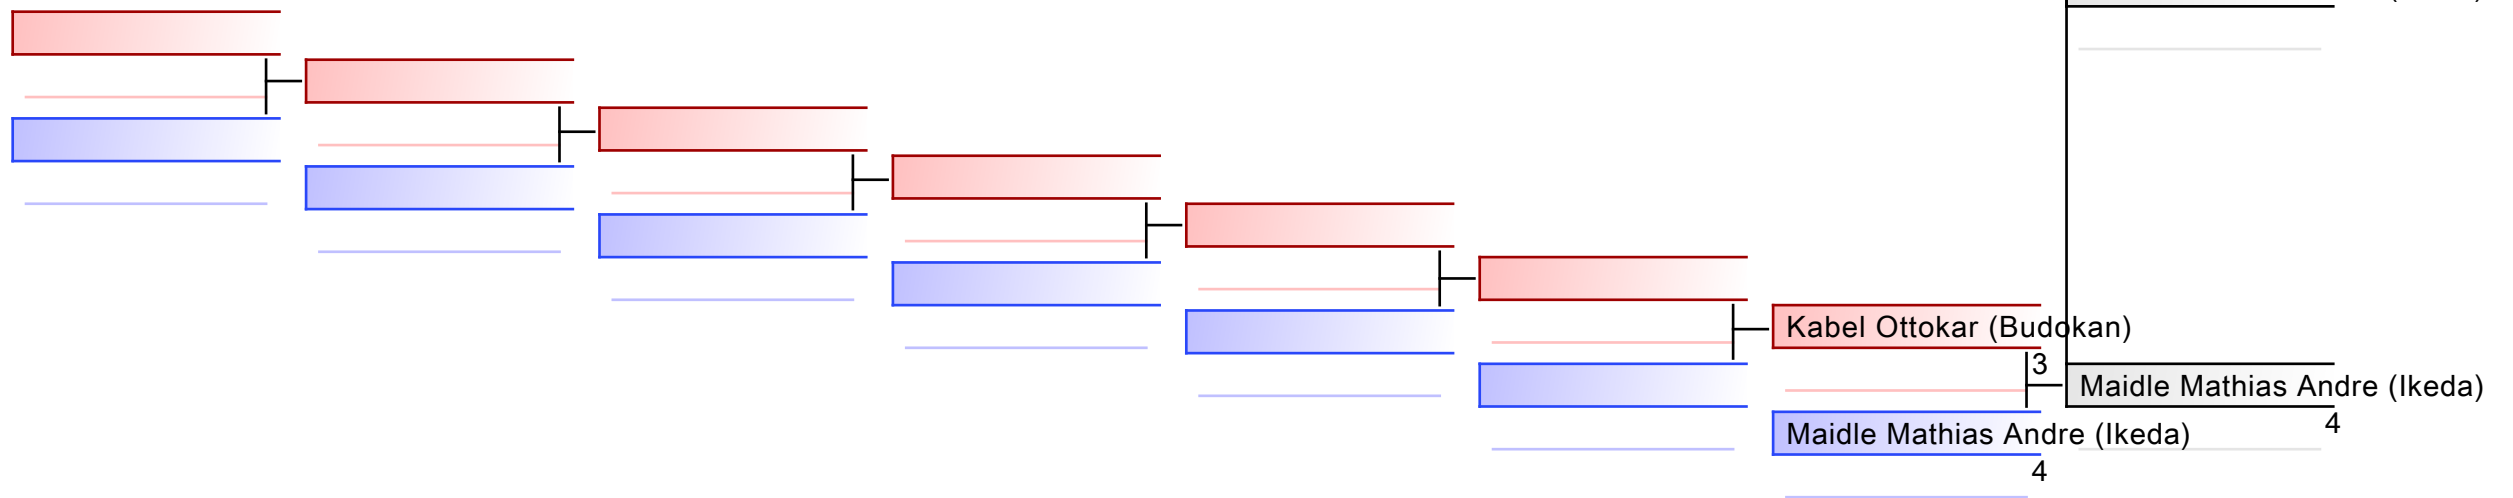 Kabel Ottokar (Budokan)
3
Maidle Mathias Andre (Ikeda)
4
Maidle Mathias Andre (Ikeda)
4